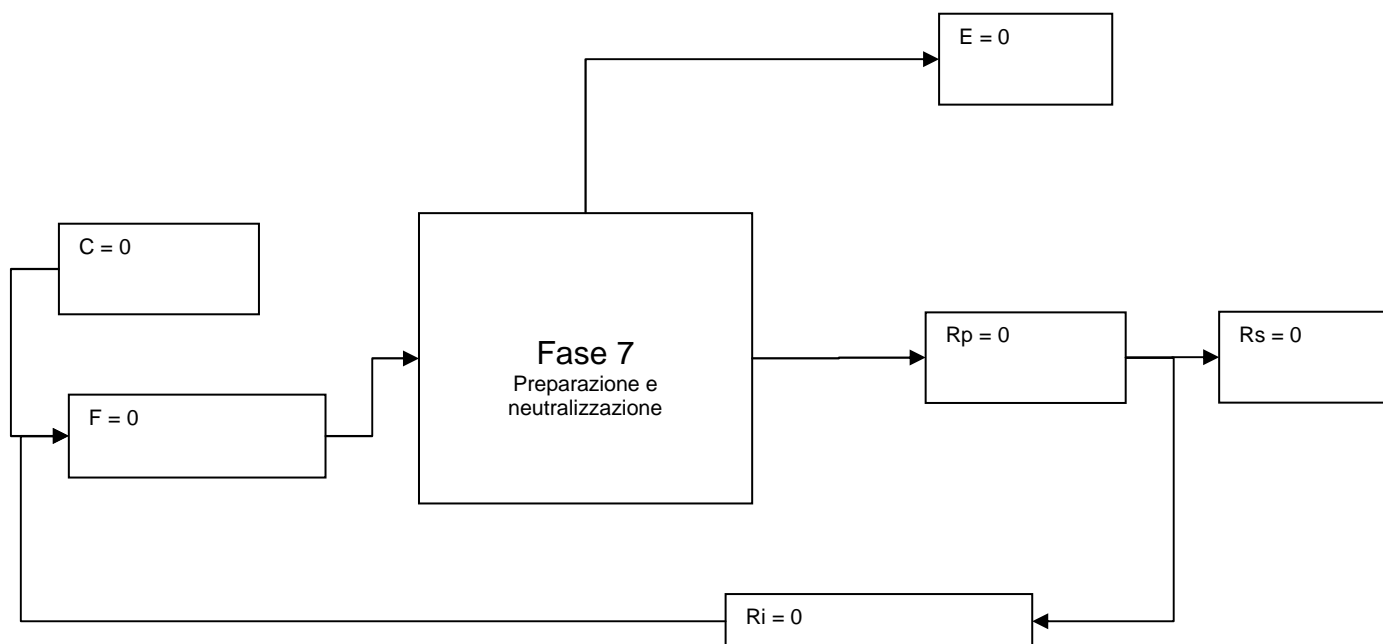 E = 0
C = 0
Rp = 0
Rs = 0
Fase 7
Preparazione e
neutralizzazione
F = 0
Ri = 0